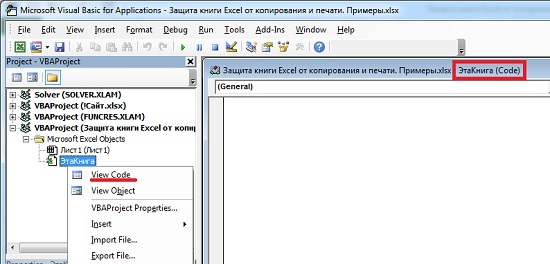 Microsoft Visual Basic for Applications - Защита книги Excel от копирования и печати. Примеры.xlsx
File Edit View Insert Format Debug Run Tools Add-Ins Window Help
Project - VBAProject
Solver (SOLVER.XLAM)
VBAProject (!Сайт.xlsx)
VBAProject (FUNCRES.XLAM)
VBAProject (Защита книги Excel от копир
Microsoft Excel Objects
Лист1 (Лист1)
ЭтаКнига
View Code
View Object
VBAProject Properties...
Insert
Import File...
Export File...
Защита книги Excel от копирования и печати. Примеры.xlsx ЭтаКнига (Code)
(General)